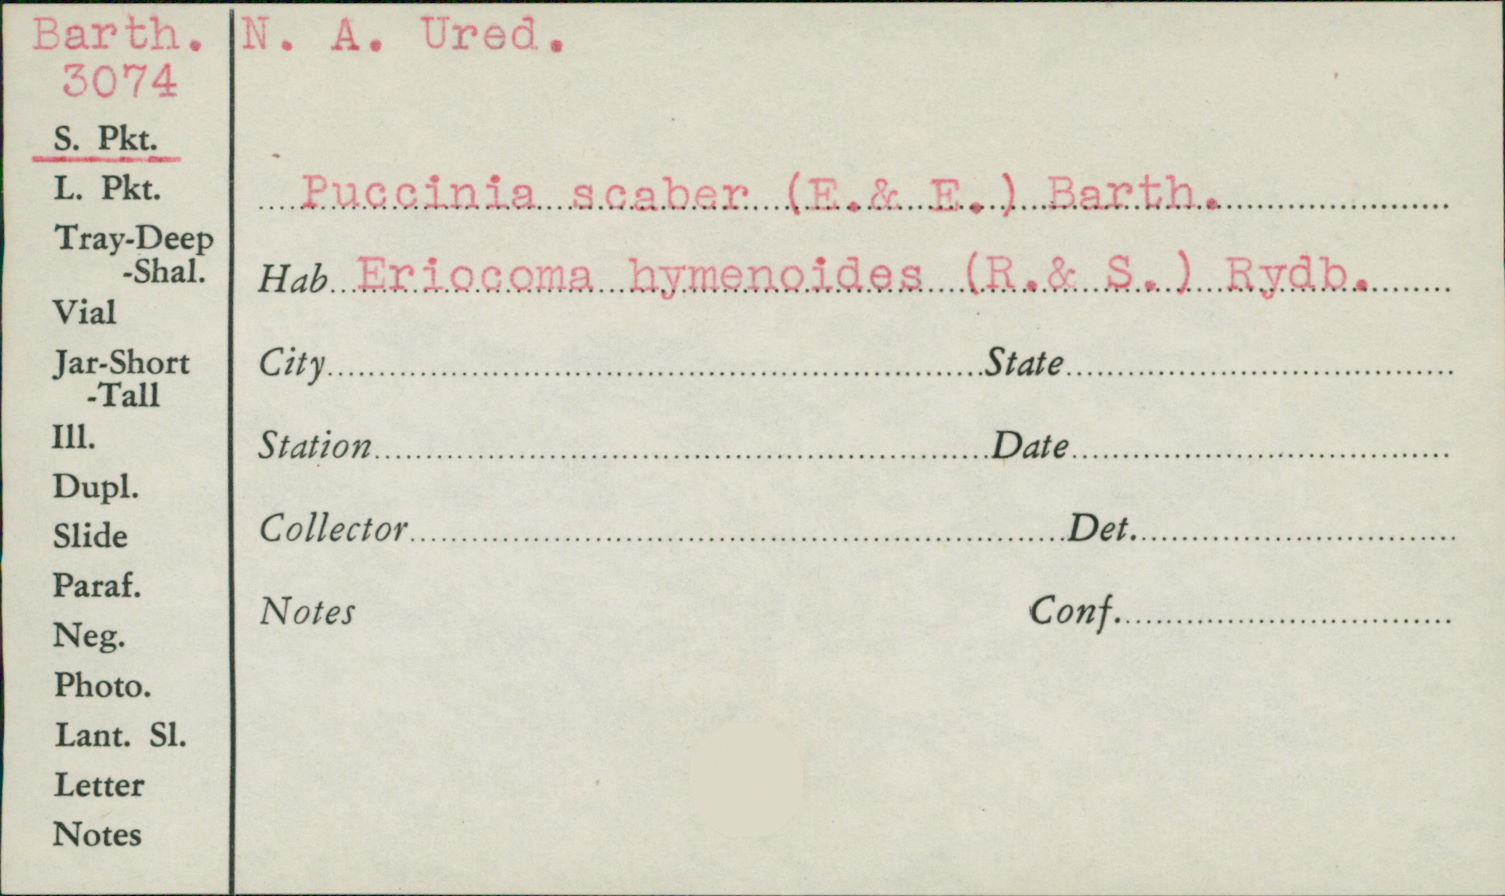 Barth. N. A. Ured.
3074
S. Pkt.
L. Pkt.
Tray-Deep
-Shal.
Vial
Jar-Short
-Tall
Ill.
Dupl.
Slide
Paraf.
Neg.
Photo.
Lant. Sl.
Letter
Notes
Puccinia scaber (E.& E.) Barth.
Hab. Eriocoma hymenoides (R.& S.) Rydb.
City State
Station Date
Collector Det.
Notes Conf.